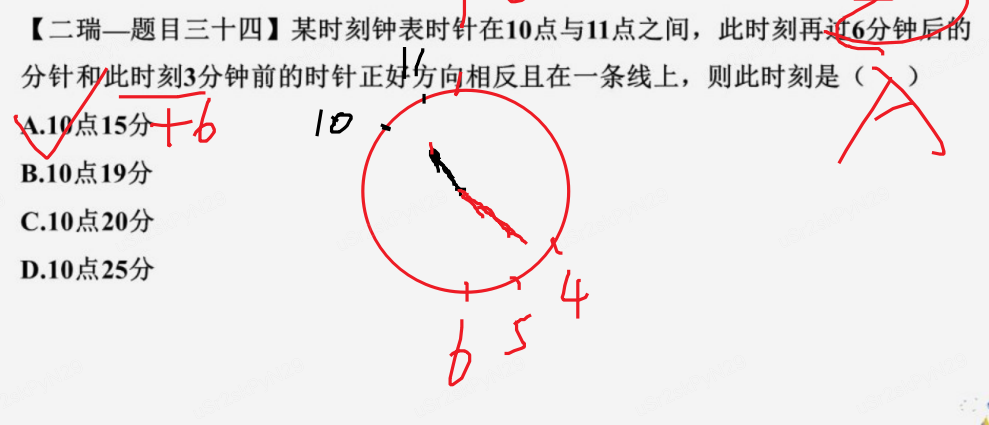 【二瑞—题目三十四】某时刻钟表时针在10点与11点之间，此时刻再过6分钟后的
分针和此时刻3分钟前的时针正好方向相反且在一条线上，则此时刻是（ A ）
A.10点15分+6
B.10点19分
C.10点20分
D.10点25分
11
10
4
5
6